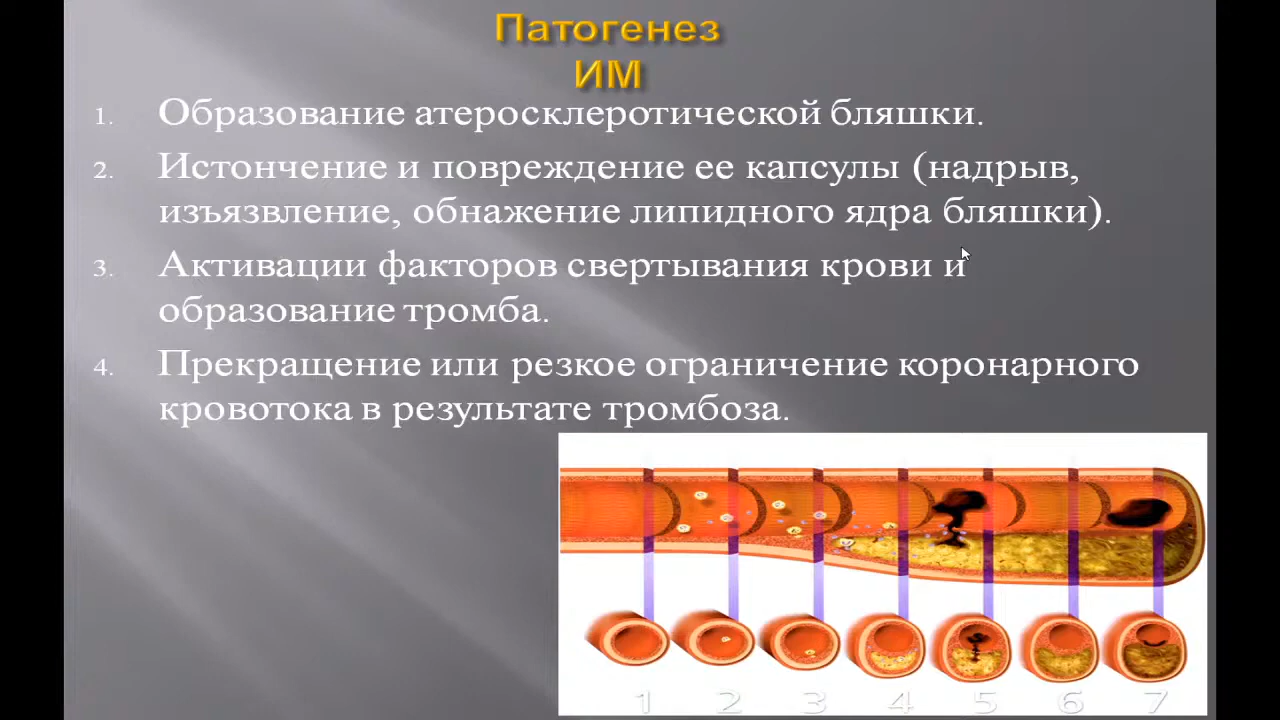 Патогенез
ИМ
1. Образование атеросклеротической бляшки.
2. Истончение и повреждение ее капсулы (надрыв,
изъязвление, обнажение липидного ядра бляшки).
3. Активации факторов свертывания крови и
образование тромба.
4. Прекращение или резкое ограничение коронарного
кровотока в результате тромбоза.
1 2 3 4 5 6 7